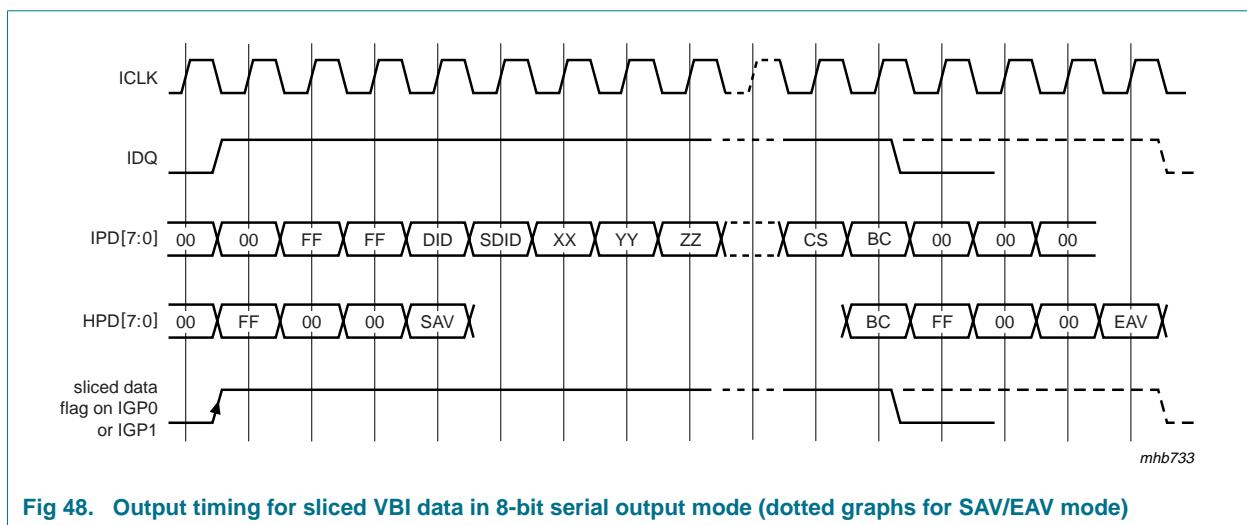 ICLK
IDQ
IPD[7:0] 00 00 FF FF DID SDID XX YY ZZ CS BC 00 00 00
HPD[7:0] 00 FF 00 00 SAV BC FF 00 00 EAV
sliced data
flag on IGP0
or IGP1
mhb733
Fig 48. Output timing for sliced VBI data in 8-bit serial output mode (dotted graphs for SAV/EAV mode)